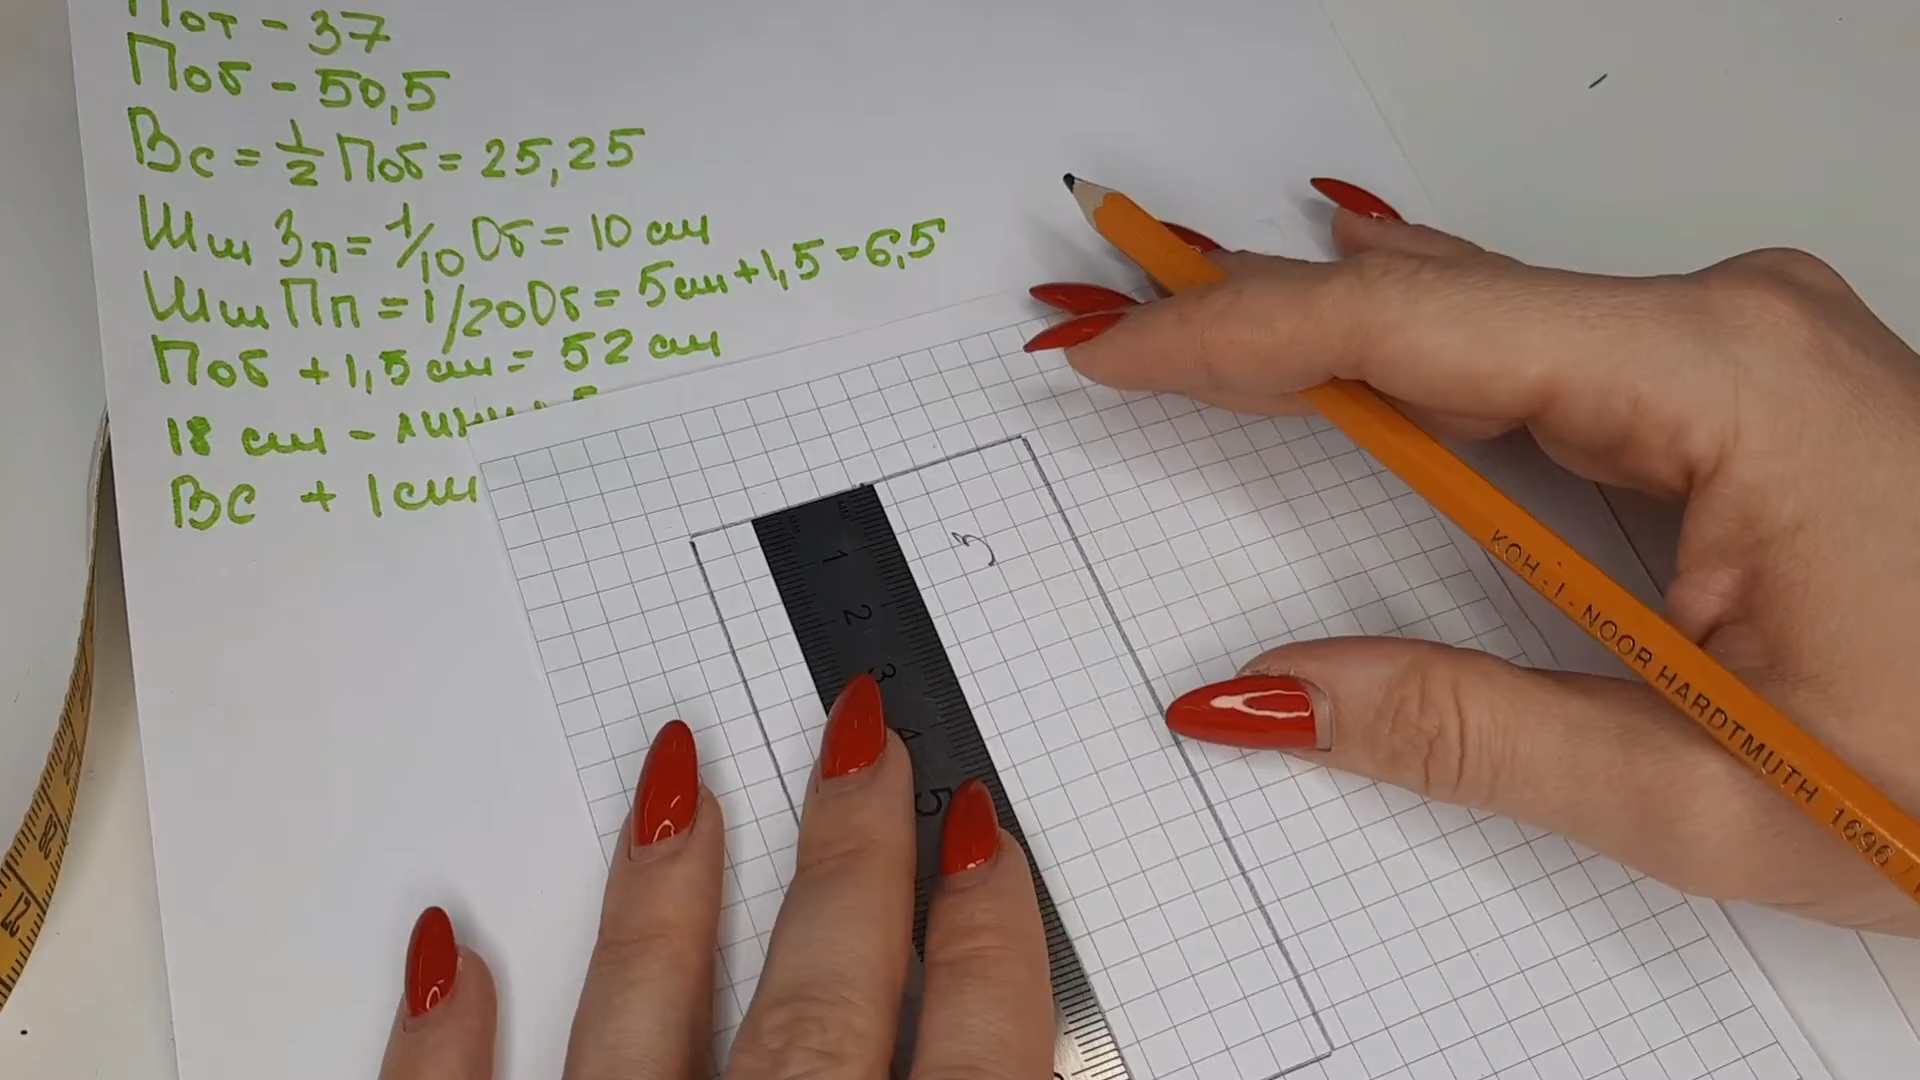 Пот - 37
Поб - 50,5
Вс = 1/2 Поб = 25,25
Шш Зп = 1/10 Об = 10 см
Шш Пп = 1/20 Об = 5 см + 1,5 = 6,5
Поб + 1,5 см = 52 см
18 см -
ВС + 1 см
З
1
2
3
4
5
KOH-I-NOOR HARDTMUTH 1696
28
27